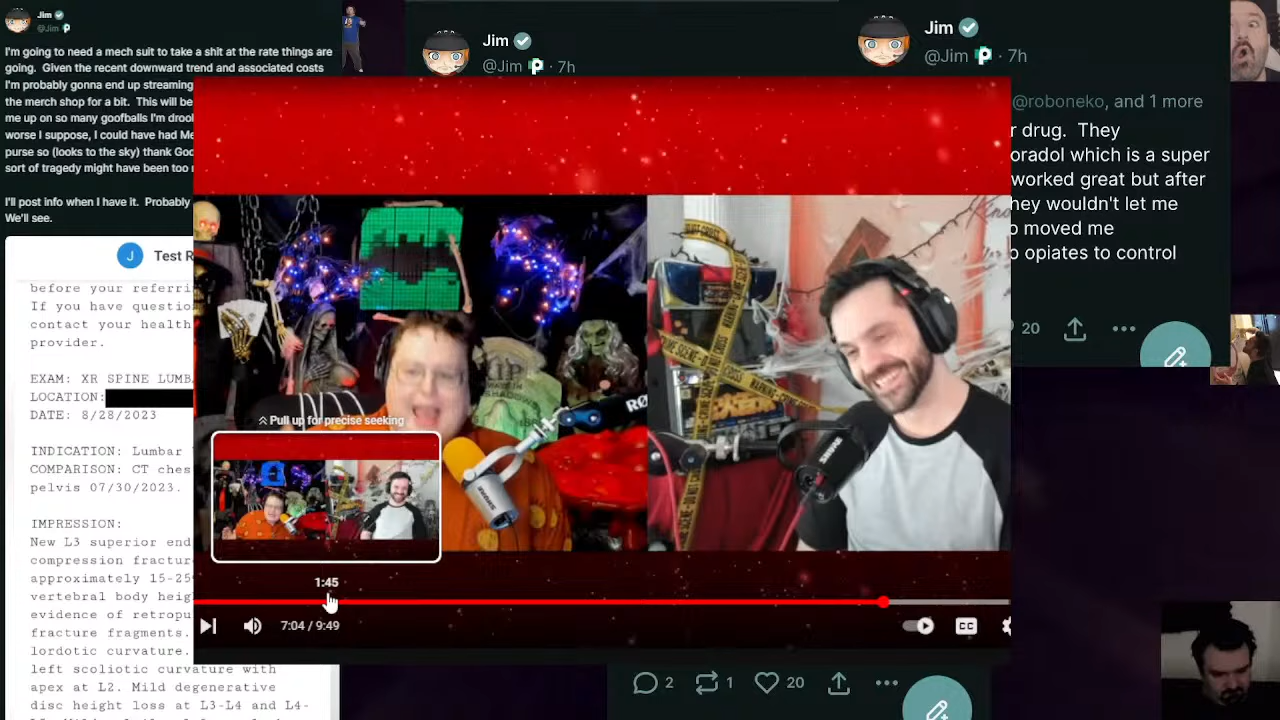 Jim
@Jim
I'm going to need a mech suit to take a shit at the rate things are
going. Given the recent downward trend and associated costs
I'm probably gonna end up streaming
the merch shop for a bit. This will be
me up on so many goofballs I'm drool
worse I suppose, I could have had Me
purse so (looks to the sky) thank God
sort of tragedy might have been too
I'll post info when I have it. Probably
We'll see.
J
Test R
before your referri
If you have questio
contact your health
provider.
EXAM: XR SPINE LUMB
LOCATION:
DATE: 8/28/2023
INDICATION: Lumbar
COMPARISON: CT ches
pelvis 07/30/2023.
IMPRESSION:
New L3 superior end
compression fractur
approximately 15-25
vertebral body heig
evidence of retropu
fracture fragments.
lordotic curvature.
left scoliotic curvature with
apex at L2. Mild degenerative
disc height loss at L3-L4 and L4-
Jim
@Jim · 7h
Jim
@Jim · 7h
@roboneko, and 1 more
r drug. They
oradol which is a super
worked great but after
hey wouldn't let me
o moved me
o opiates to control
20
RIP
SHURE
Pull up for precise seeking
1:45
7:04 / 9:49
CC
2
1
20